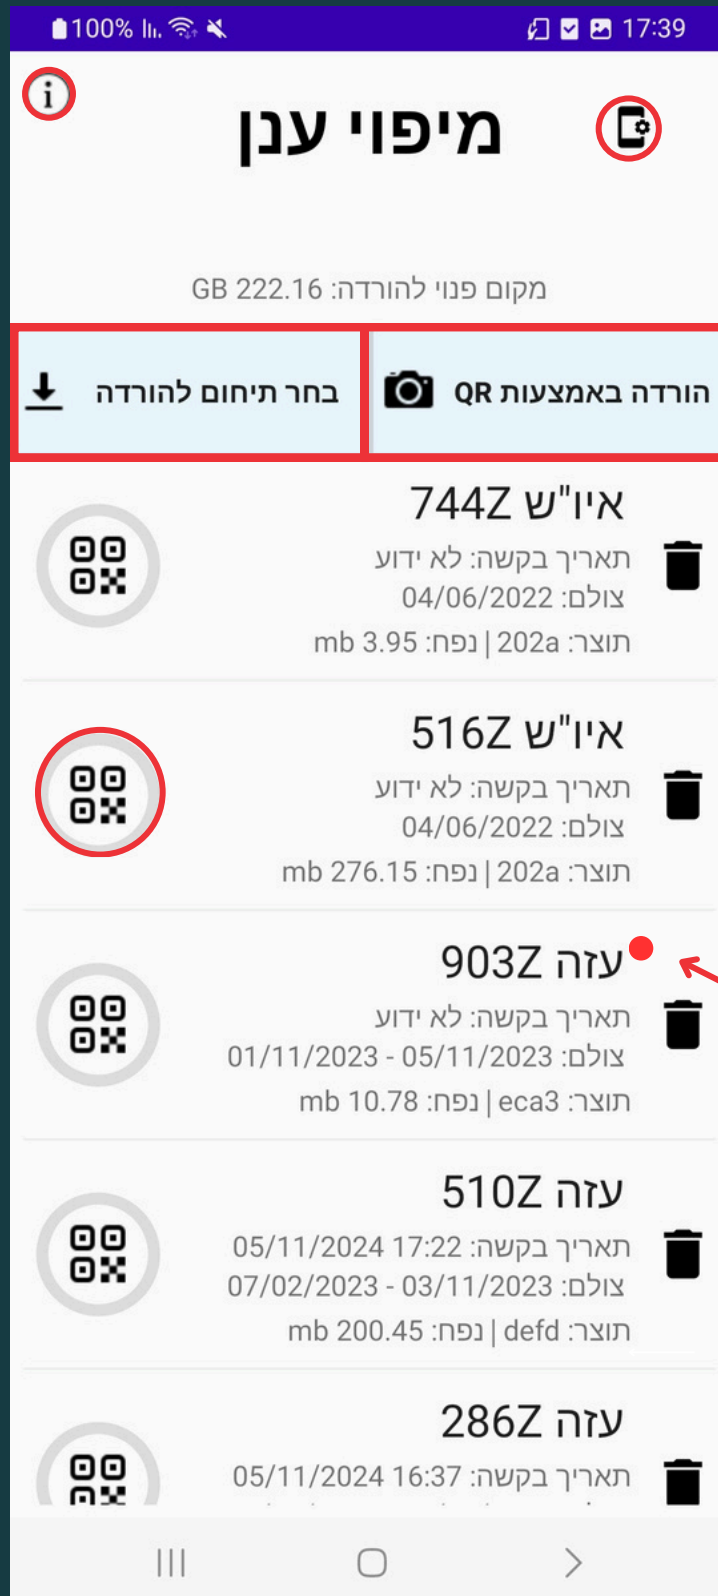 100% 17:39
i
מיפוי ענן
מקום פנוי להורדה: 222.16 GB
הורדה באמצעות QR
בחר תיחום להורדה
איו"ש 744Z
תאריך בקשה: לא ידוע
צולם: 04/06/2022
תוצר: 202a | נפח: 3.95 mb
איו"ש 516Z
תאריך בקשה: לא ידוע
צולם: 04/06/2022
תוצר: 202a | נפח: 276.15 mb
עזה 903Z
תאריך בקשה: לא ידוע
צולם: 01/11/2023 - 05/11/2023
תוצר: eca3 | נפח: 10.78 mb
עזה 510Z
תאריך בקשה: 05/11/2024 17:22
צולם: 07/02/2023 - 03/11/2023
תוצר: defd | נפח: 200.45 mb
עזה 286Z
תאריך בקשה: 05/11/2024 16:37